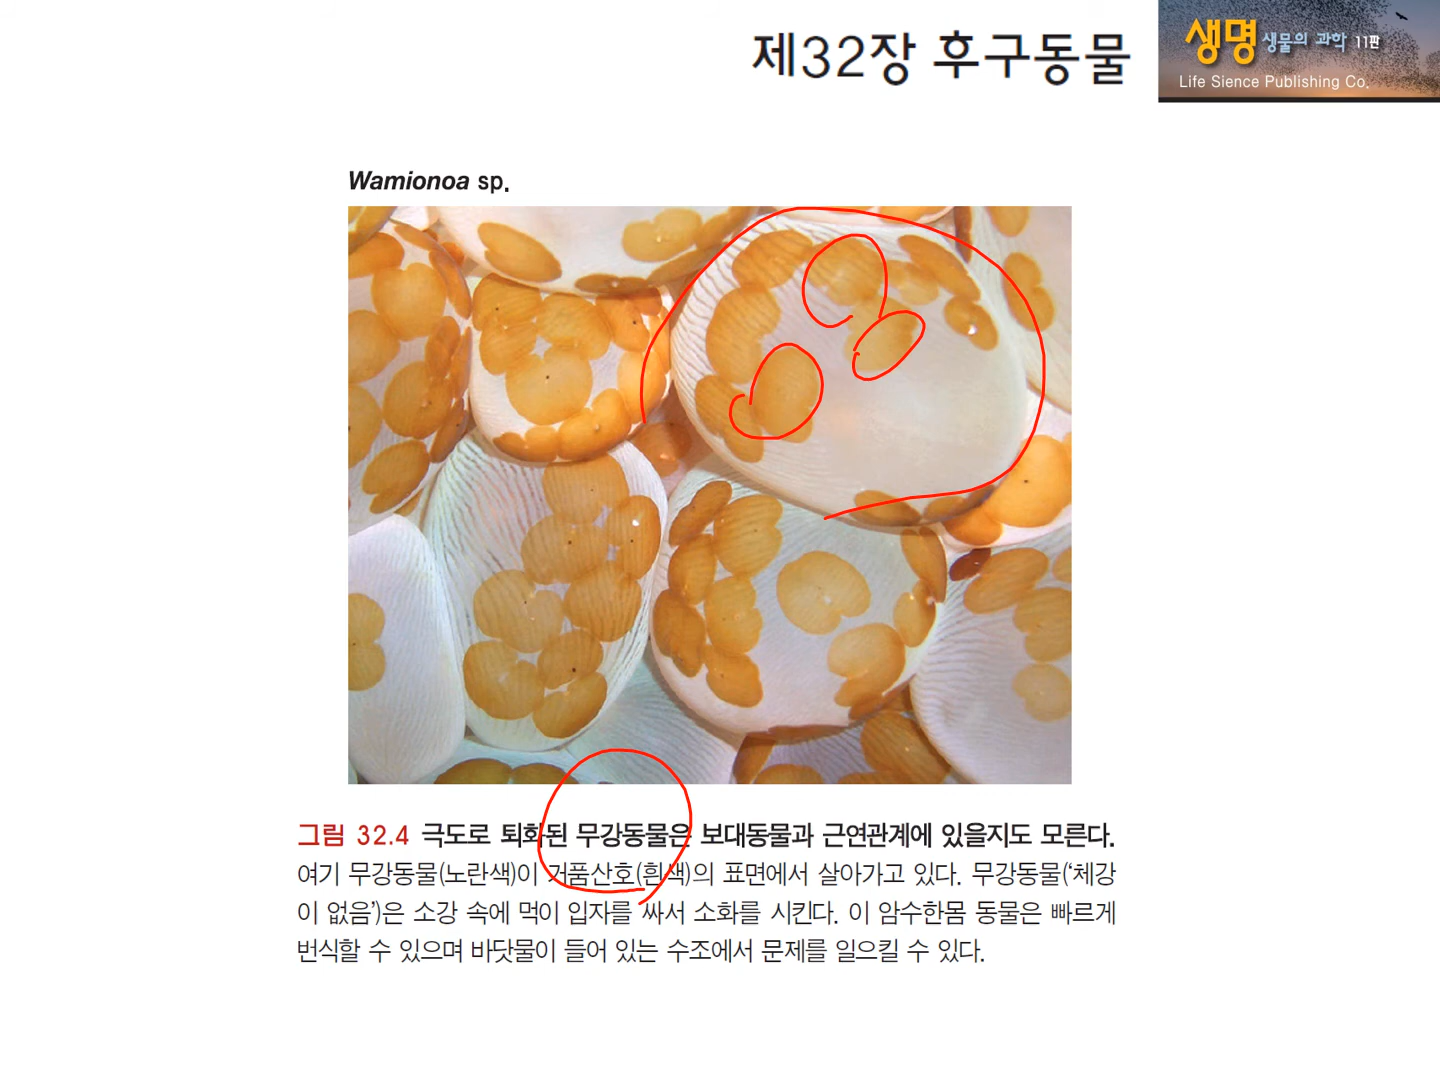 제32장 후구동물
생명 생물의 과학 11판
Life Sience Publishing Co.
Wamionoa sp.
그림 32.4 극도로 퇴화된 무강동물은 보대동물과 근연관계에 있을지도 모른다.
여기 무강동물(노란색)이 거품산호(흰색)의 표면에서 살아가고 있다. 무강동물(‘체강
이 없음’)은 소강 속에 먹이 입자를 싸서 소화를 시킨다. 이 암수한몸 동물은 빠르게
번식할 수 있으며 바닷물이 들어 있는 수조에서 문제를 일으킬 수 있다.